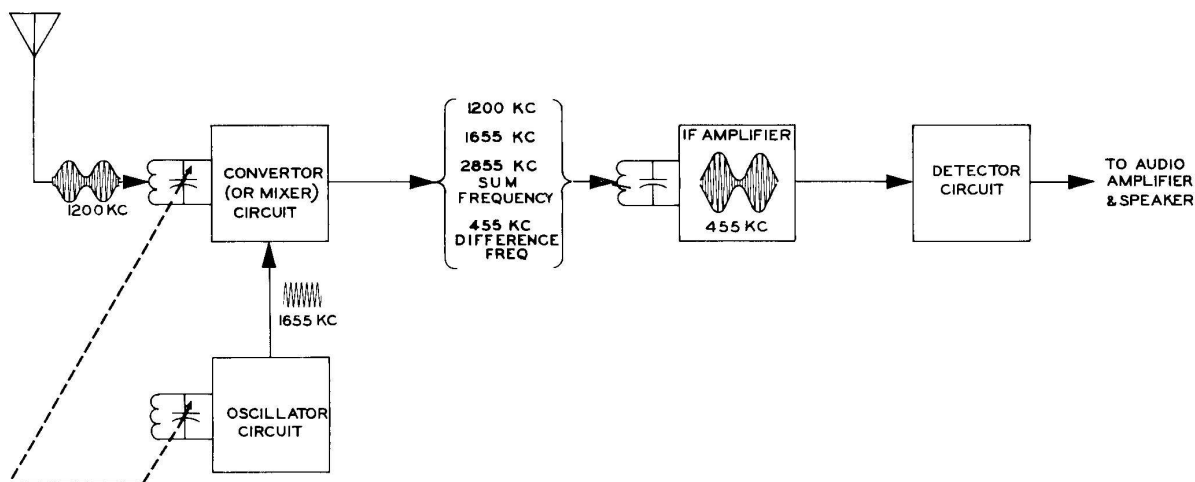 1200 KC
CONVERTOR
(OR MIXER)
CIRCUIT
1655 KC
OSCILLATOR
CIRCUIT
1200 KC
1655 KC
2855 KC
SUM
FREQUENCY
455 KC
DIFFERENCE
FREQ
IF AMPLIFIER
455 KC
DETECTOR
CIRCUIT
TO AUDIO
AMPLIFIER
& SPEAKER